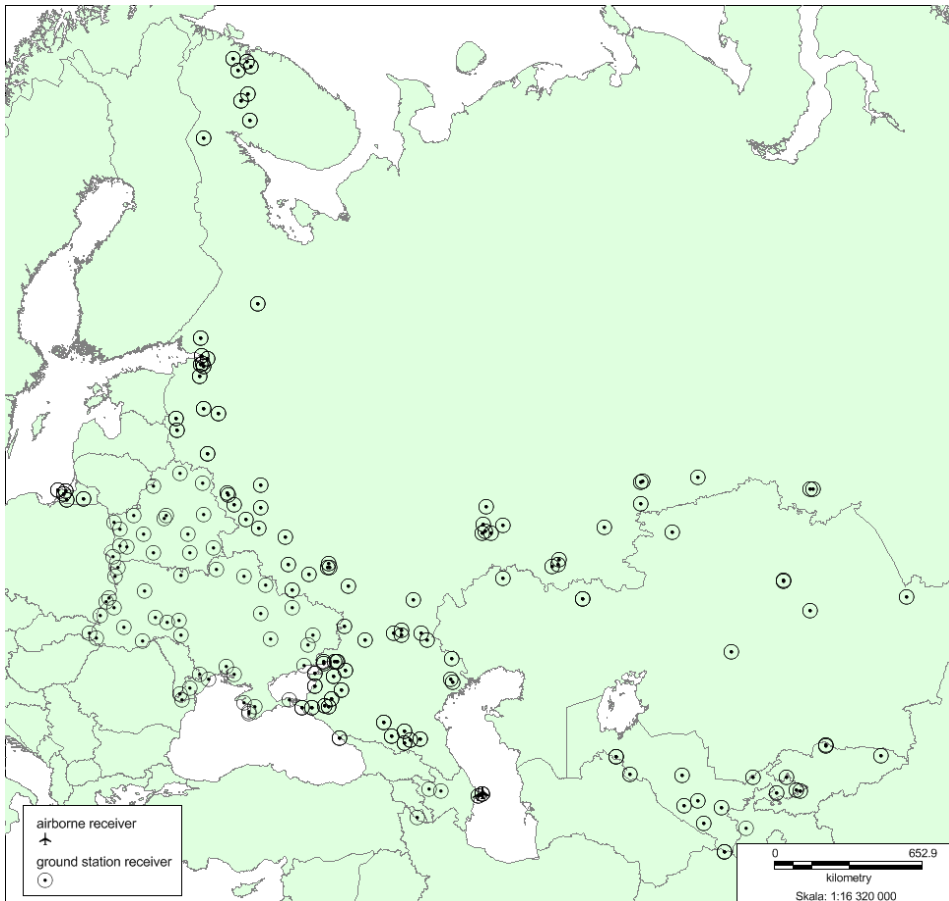 airborne receiver
ground station receiver
0 652.9
kilometry
Skala: 1:16 320 000